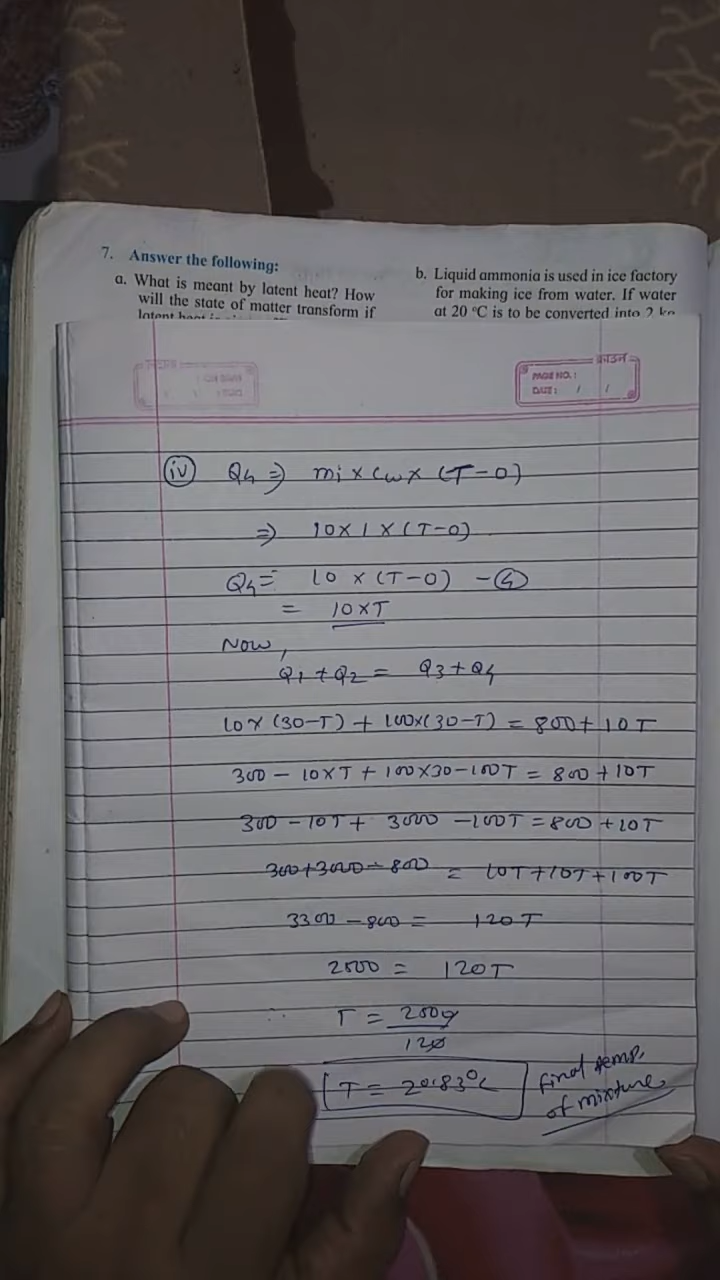 7. Answer the following:
a. What is meant by latent heat? How
will the state of matter transform if
b. Liquid ammonia is used in ice factory
for making ice from water. If water
at 20 °C is to be converted into 2 kg
क्राउन
PAGE NO. :
DATE : / /
(iv) Q4 ⇒ mi × Cw × (T-0)
⇒ 10 × 1 × (T-0)
Q4 = 10 × (T-0) - (4)
= 10×T
Now,
Q1 + Q2 = Q3 + Q4
10×(30-T) + 100×(30-T) = 800 + 10T
300 - 10×T + 100×30 - 100T = 800 + 10T
300 - 10T + 3000 - 100T = 800 + 10T
300 + 3000 - 800 = 10T + 10T + 100T
3300 - 800 = 120T
2500 = 120T
∴ T = 2500
120
T = 20.83°C
final temp.
of mixture